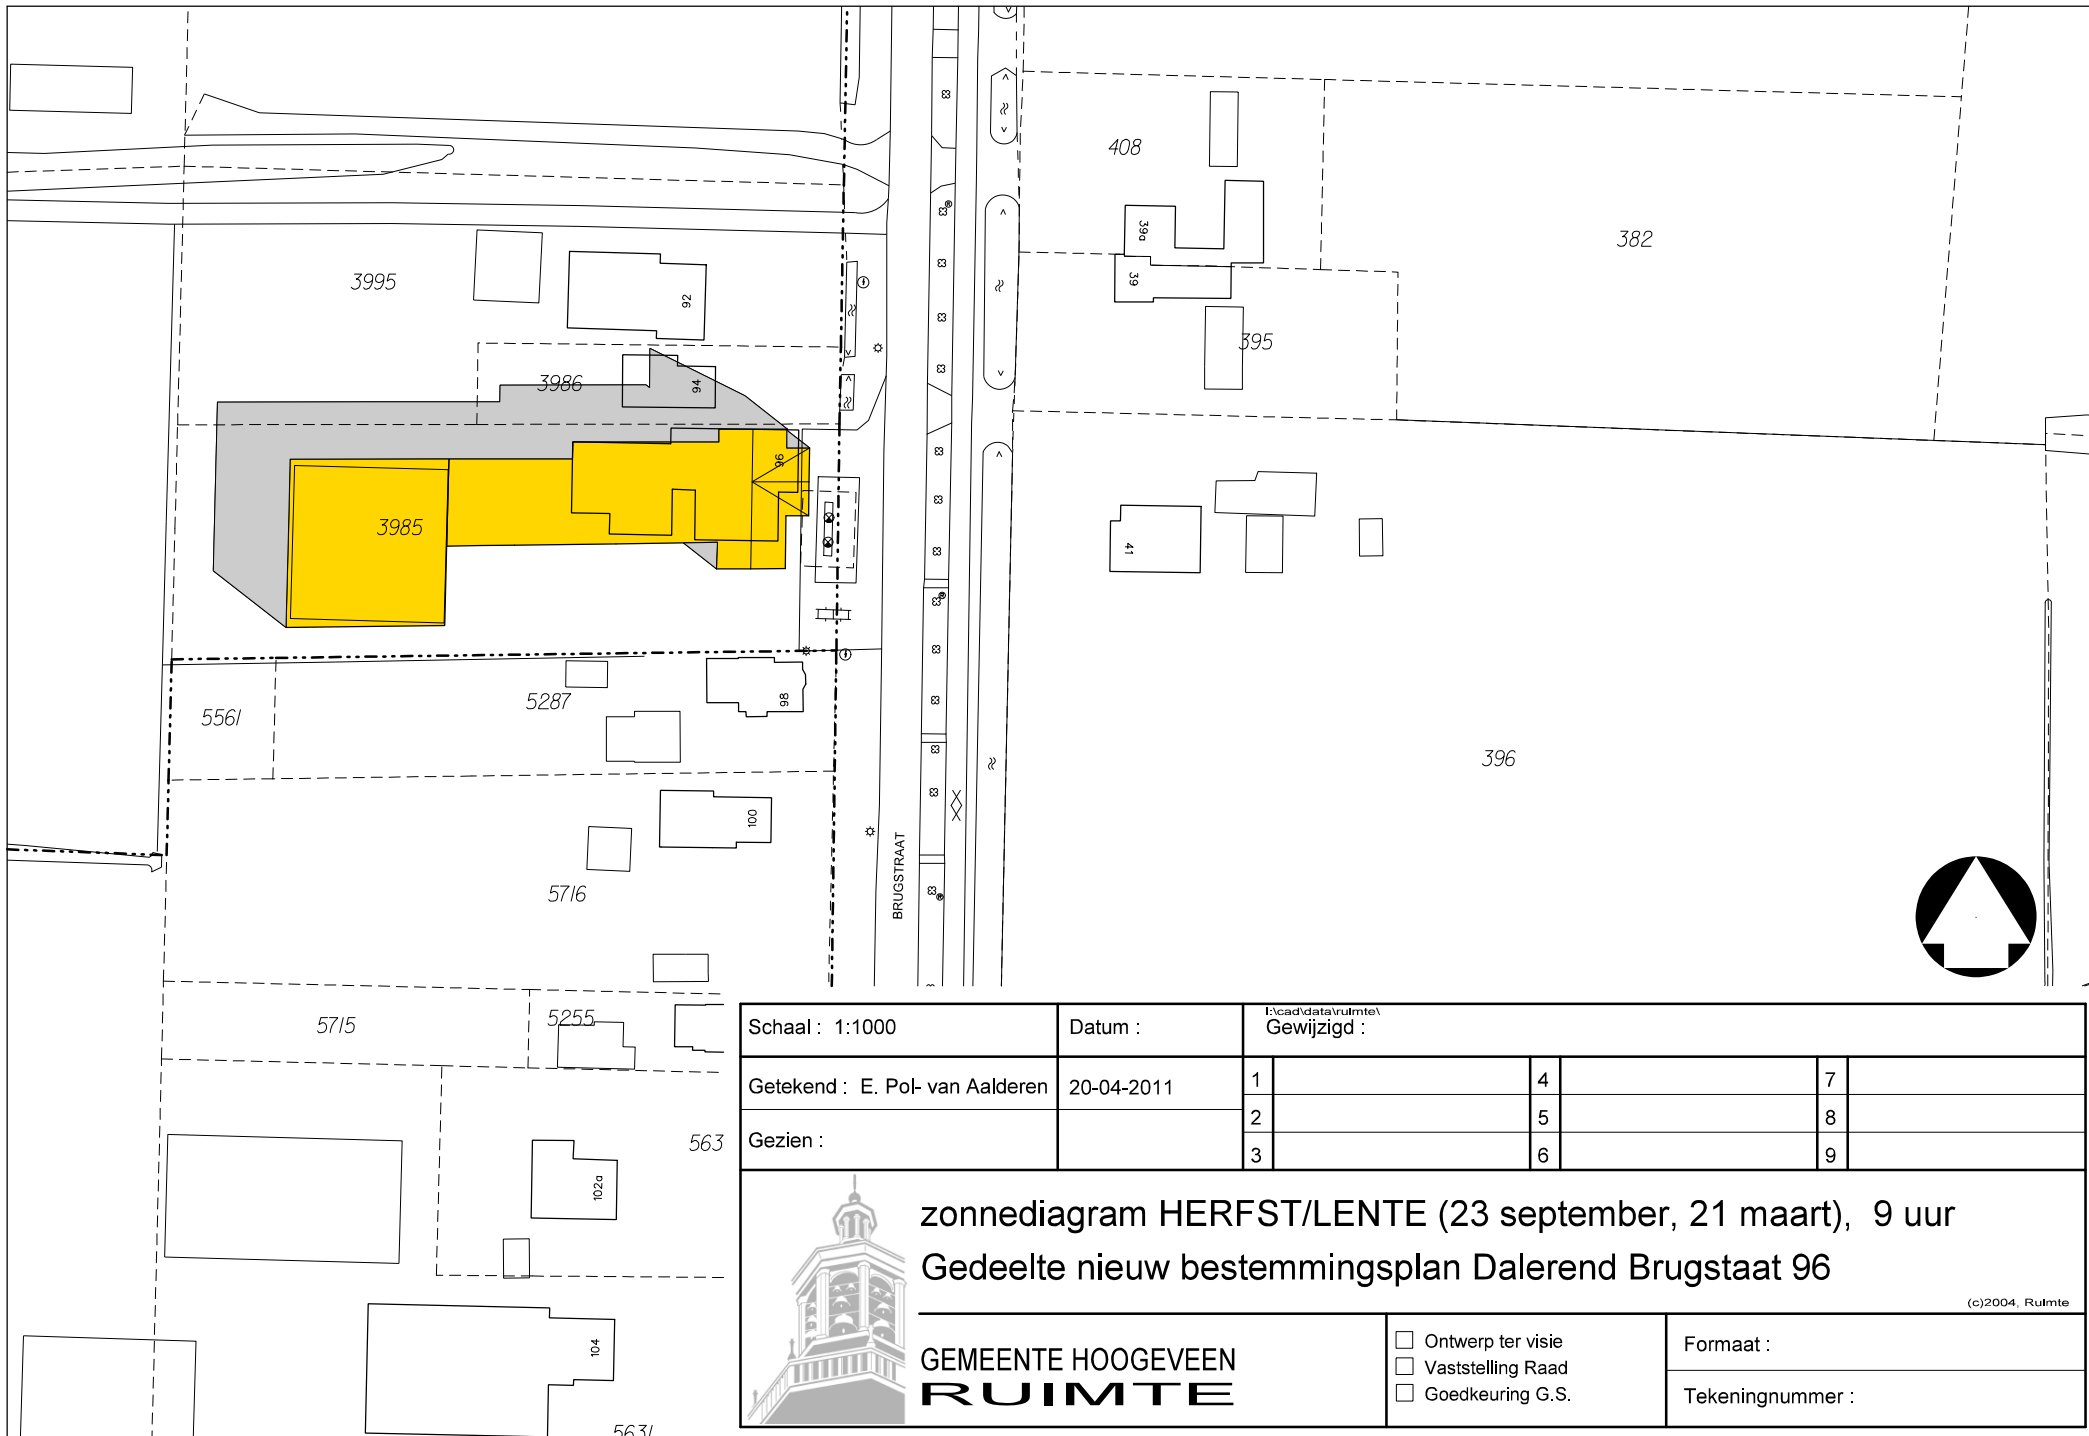 408
39a
382
3995
92
39
395
3986
94
96
3985
41
98
5287
5561
396
100
BRUGSTRAAT
5716
5715
5255
563
102a
104
5631
Schaal : 1:1000
Datum :
I:\cad\data\ruimte\
Gewijzigd :
Getekend : E. Pol- van Aalderen
20-04-2011
1
4
7
2
5
8
Gezien :
3
6
9
zonnediagram HERFST/LENTE (23 september, 21 maart), 9 uur
Gedeelte nieuw bestemmingsplan Dalerend Brugstaat 96
(c)2004, Ruimte
GEMEENTE HOOGEVEEN
RUIMTE
Ontwerp ter visie
Vaststelling Raad
Goedkeuring G.S.
Formaat :
Tekeningnummer :